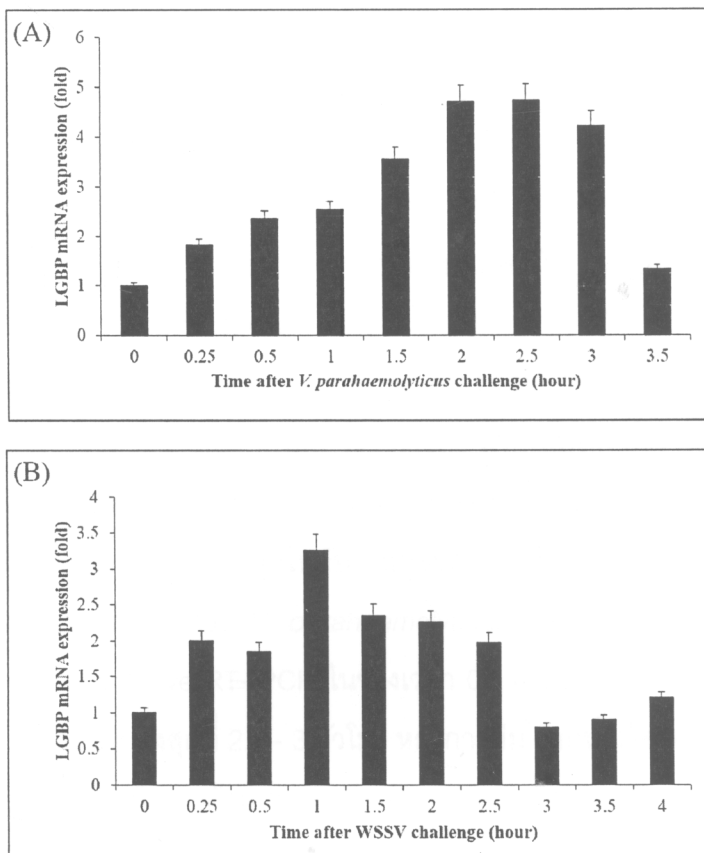 (A)
LGBP mRNA expression (fold)
6
5
4
3
2
1
0
0 0.25 0.5 1 1.5 2 2.5 3 3.5
Time after V. parahaemolyticus challenge (hour)
(B)
LGBP mRNA expression (fold)
4
3.5
3
2.5
2
1.5
1
0.5
0
0 0.25 0.5 1 1.5 2 2.5 3 3.5 4
Time after WSSV challenge (hour)